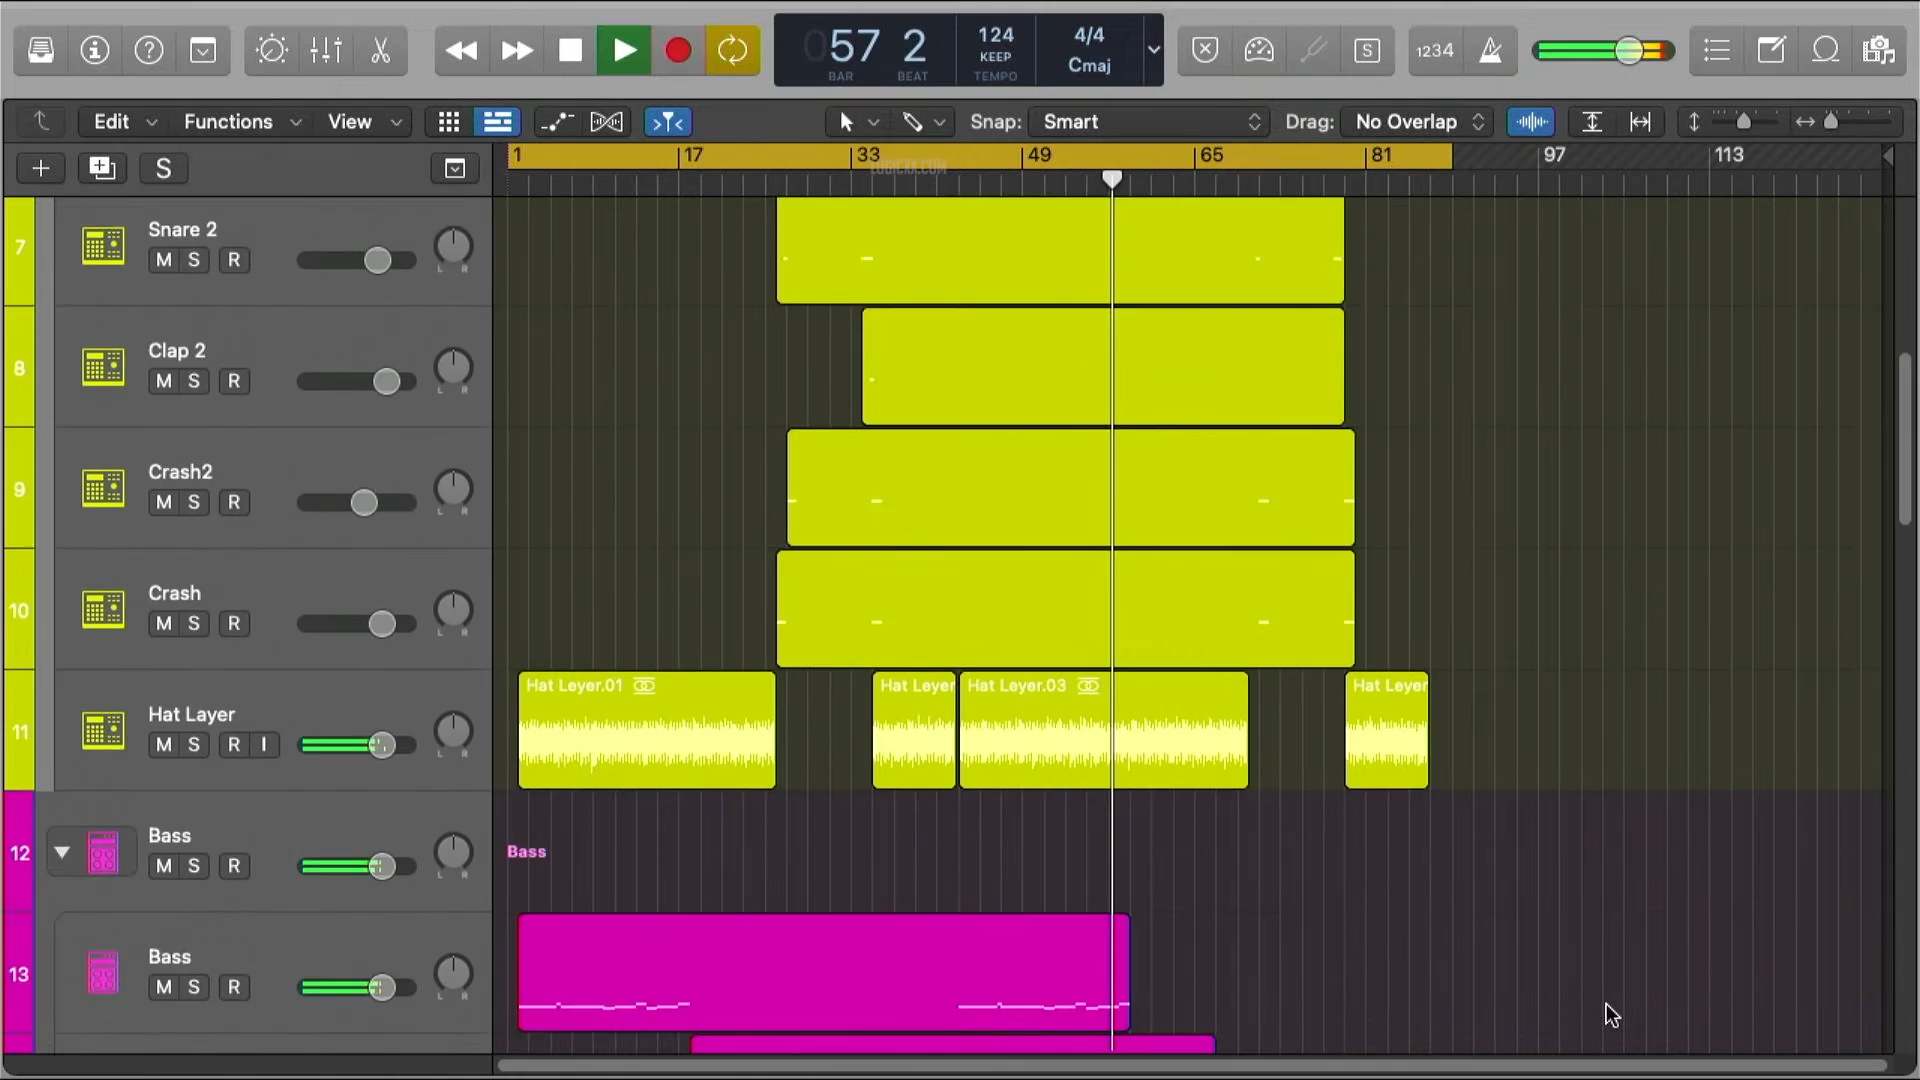 057 2
BAR BEAT
124
KEEP
TEMPO
4/4
Cmaj
S
1234
Edit Functions View
Snap: Smart
Drag: No Overlap
S
1 17 33 49 65 81 97 113
LOGICXX.COM
7 Snare 2
M S R
L R
8 Clap 2
M S R
L R
9 Crash2
M S R
L R
10 Crash
M S R
L R
11 Hat Layer
M S R I
L R
Hat Leyer.01 Hat Leyer Hat Leyer.03 Hat Leyer
12 Bass
M S R
L R
Bass
13 Bass
M S R
L R